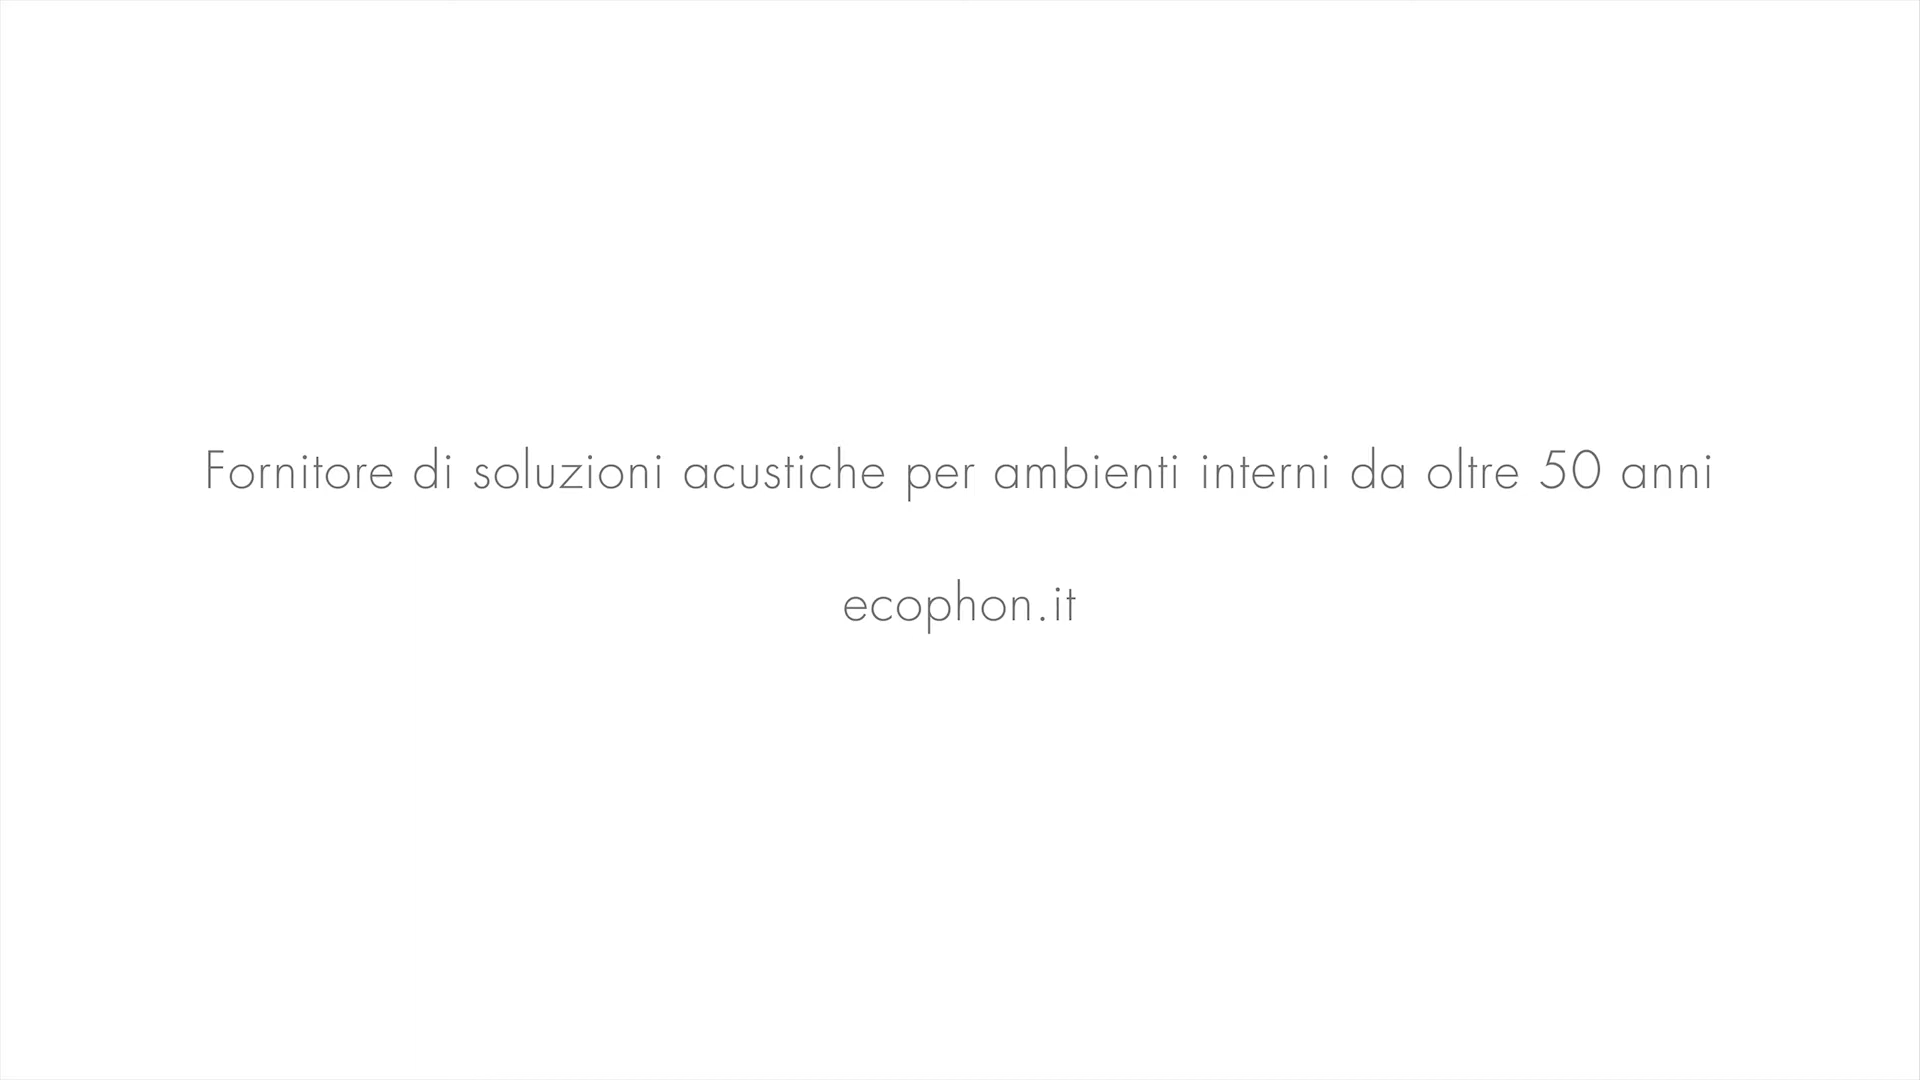 Fornitore di soluzioni acustiche per ambienti interni da oltre 50 anni
ecophon.it